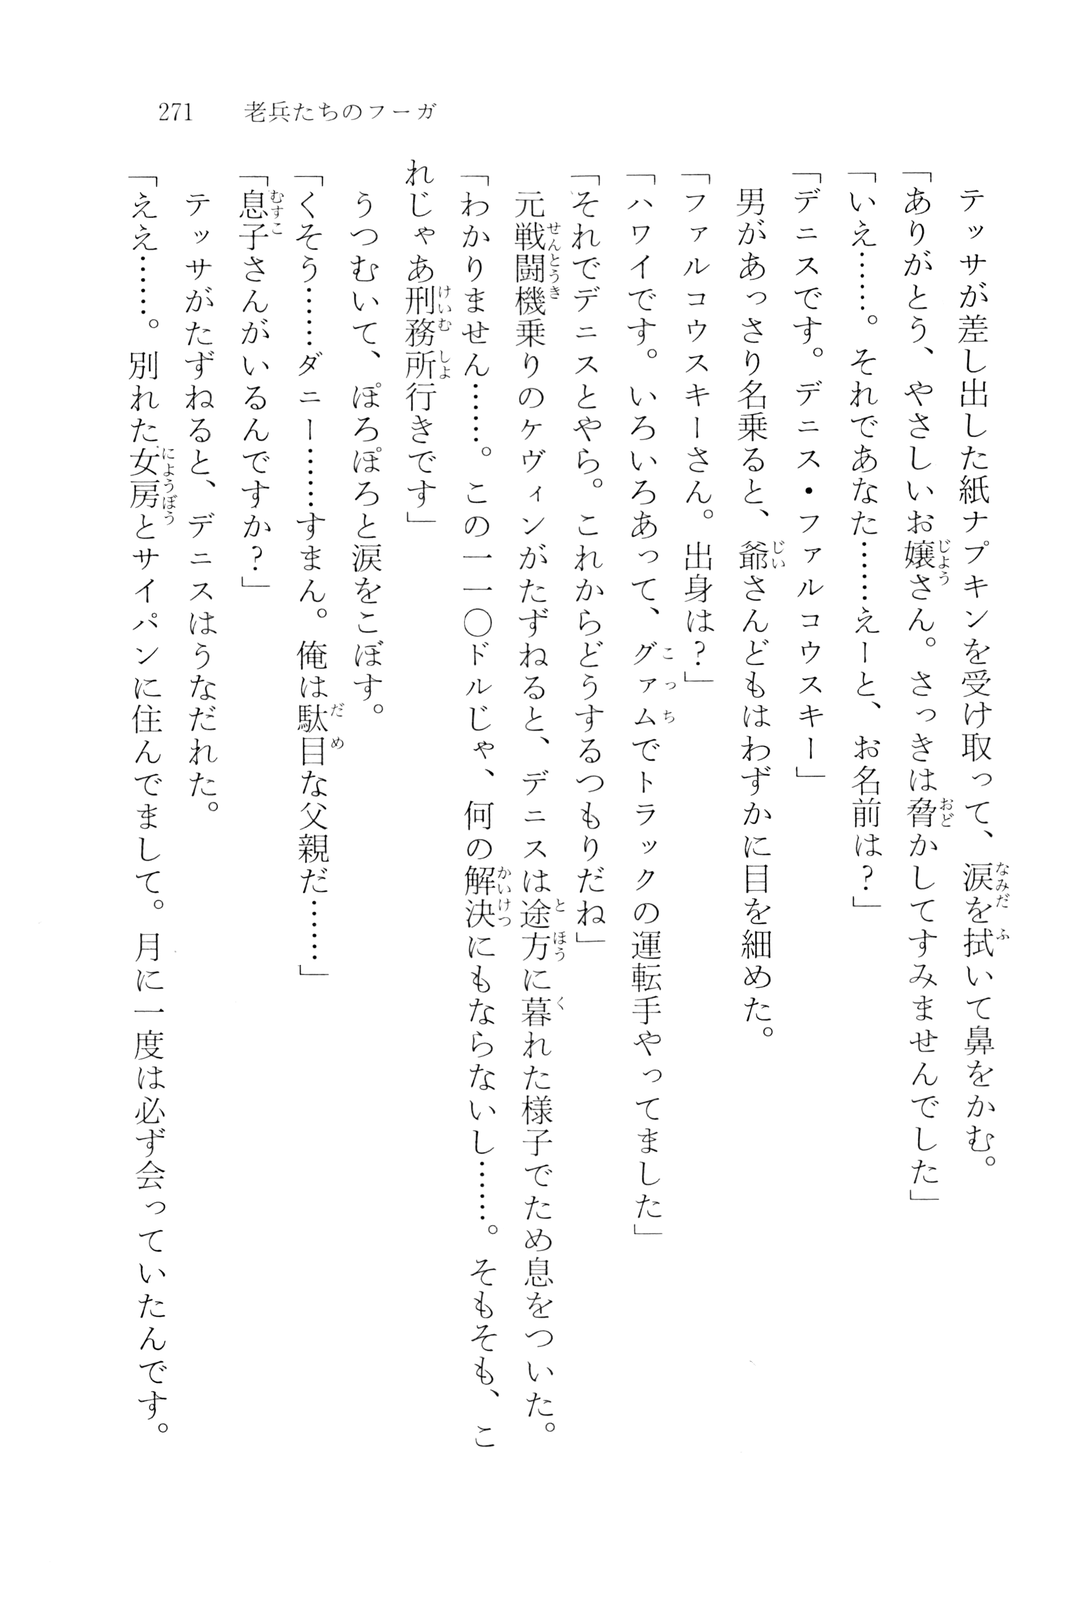 271　老兵たちのフーガ
　テッサが差し出した紙ナプキンを受け取って、涙を拭いて鼻をかむ。
「ありがとう、やさしいお嬢さん。さっきは脅かしてすみませんでした」
「いえ……。それであなた……えーと、お名前は？」
「デニスです。デニス・ファルコウスキー」
　男があっさり名乗ると、爺さんどもはわずかに目を細めた。
「ファルコウスキーさん。出身は？」
「ハワイです。いろいろあって、グァムでトラックの運転手やってました」
「それでデニスとやら。これからどうするつもりだね」
　元戦闘機乗りのケヴィンがたずねると、デニスは途方に暮れた様子でため息をついた。
「わかりません……。この一一〇ドルじゃ、何の解決にもならないし……。そもそも、こ
れじゃあ刑務所行きです」
　うつむいて、ぽろぽろと涙をこぼす。
「くそう……ダニー……すまん。俺は駄目な父親だ……」
「息子さんがいるんですか？」
　テッサがたずねると、デニスはうなだれた。
「ええ……。別れた女房とサイパンに住んでまして。月に一度は必ず会っていたんです。